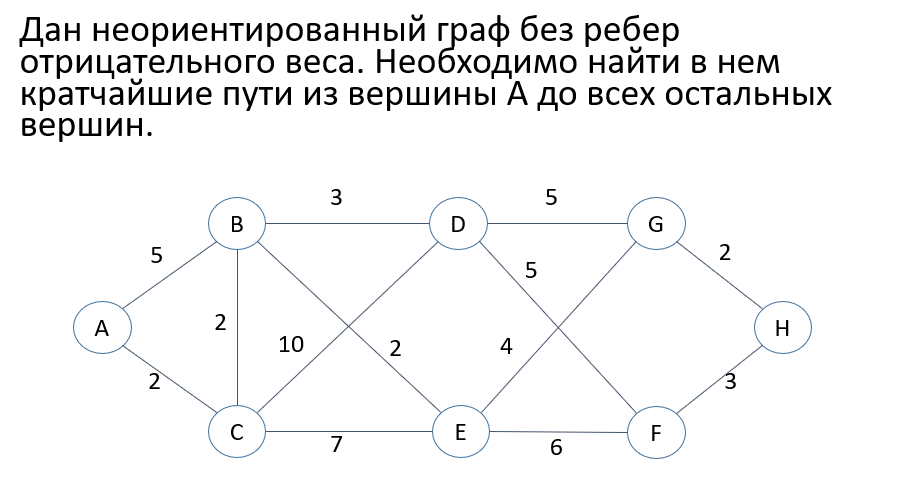 Дан неориентированный граф без ребер
отрицательного веса. Необходимо найти в нем
кратчайшие пути из вершины А до всех остальных
вершин.
3
5
B
D
G
5
2
5
A
2
10
2
4
H
2
3
C
E
F
7
6